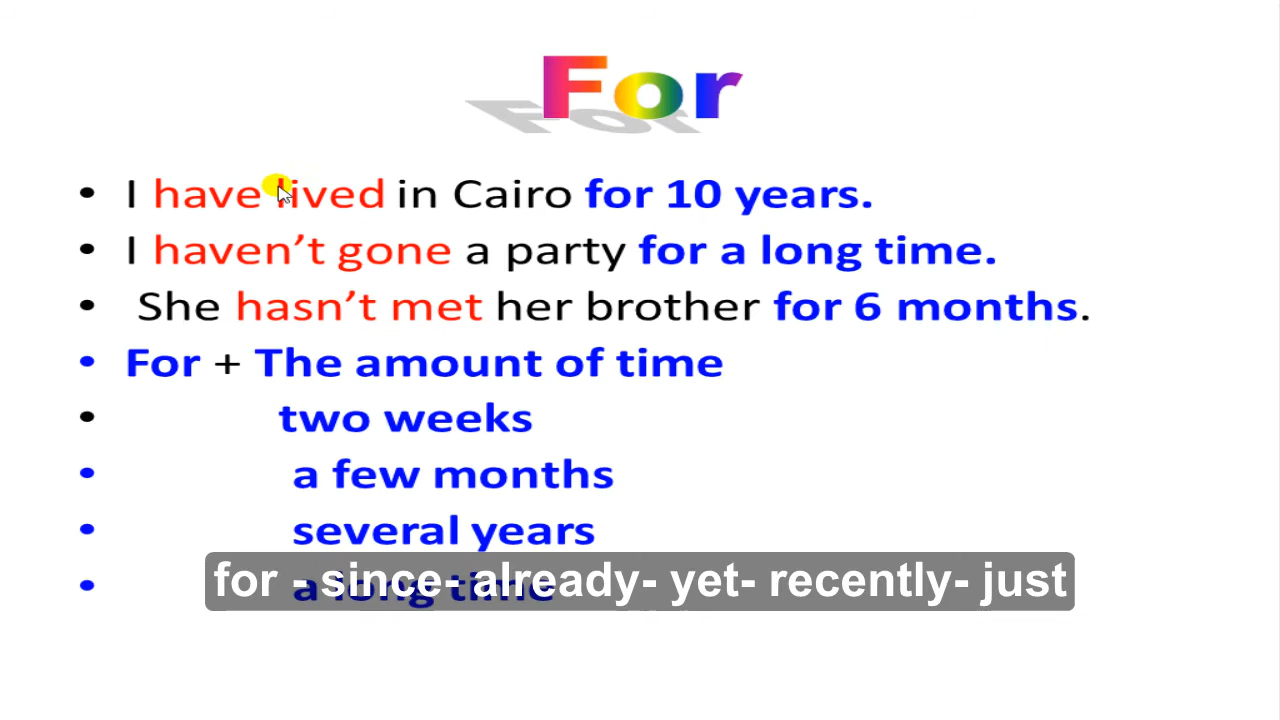 For
• I have lived in Cairo for 10 years.
• I haven’t gone a party for a long time.
• She hasn’t met her brother for 6 months.
• For + The amount of time
• two weeks
• a few months
• several years
• a long time
for - since- already- yet- recently- just